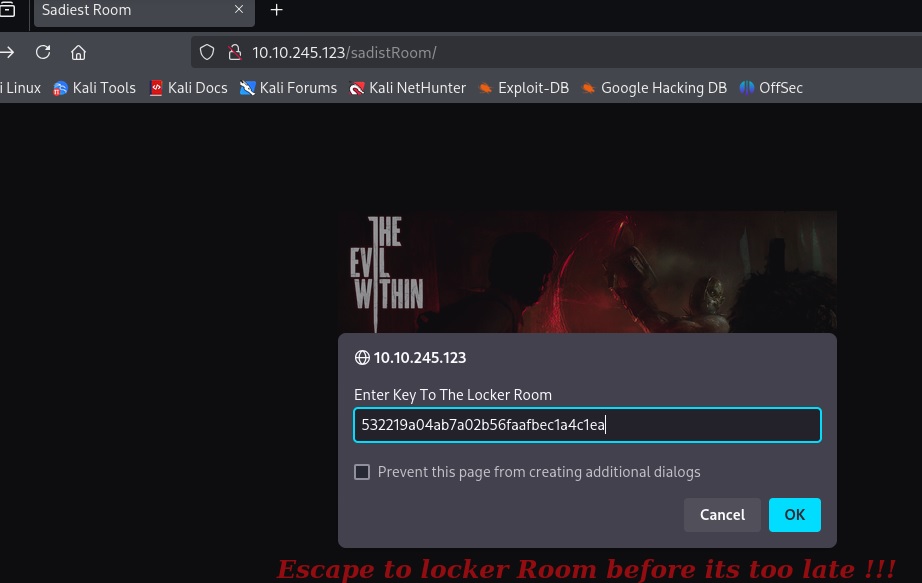 Sadiest Room
10.10.245.123/sadistRoom/
i Linux Kali Tools Kali Docs Kali Forums Kali NetHunter Exploit-DB Google Hacking DB OffSec
THE
EVIL
WITHIN
10.10.245.123
Enter Key To The Locker Room
532219a04ab7a02b56faafbec1a4c1ea
Prevent this page from creating additional dialogs
Cancel OK
Escape to locker Room before its too late !!!